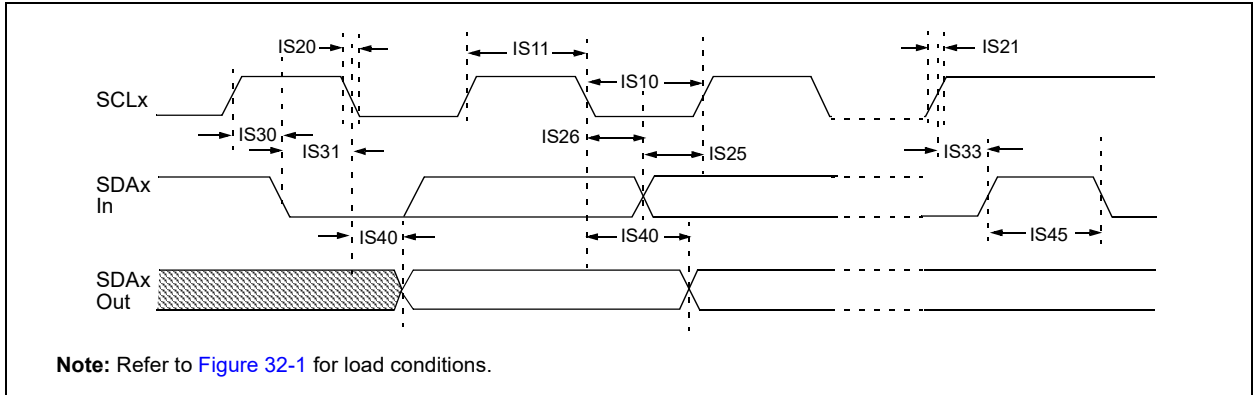 IS20
IS11
IS21
IS10
SCLx
IS30
IS26
IS31
IS25
IS33
SDAx
In
IS40
IS40
IS45
SDAx
Out
Note: Refer to Figure 32-1 for load conditions.